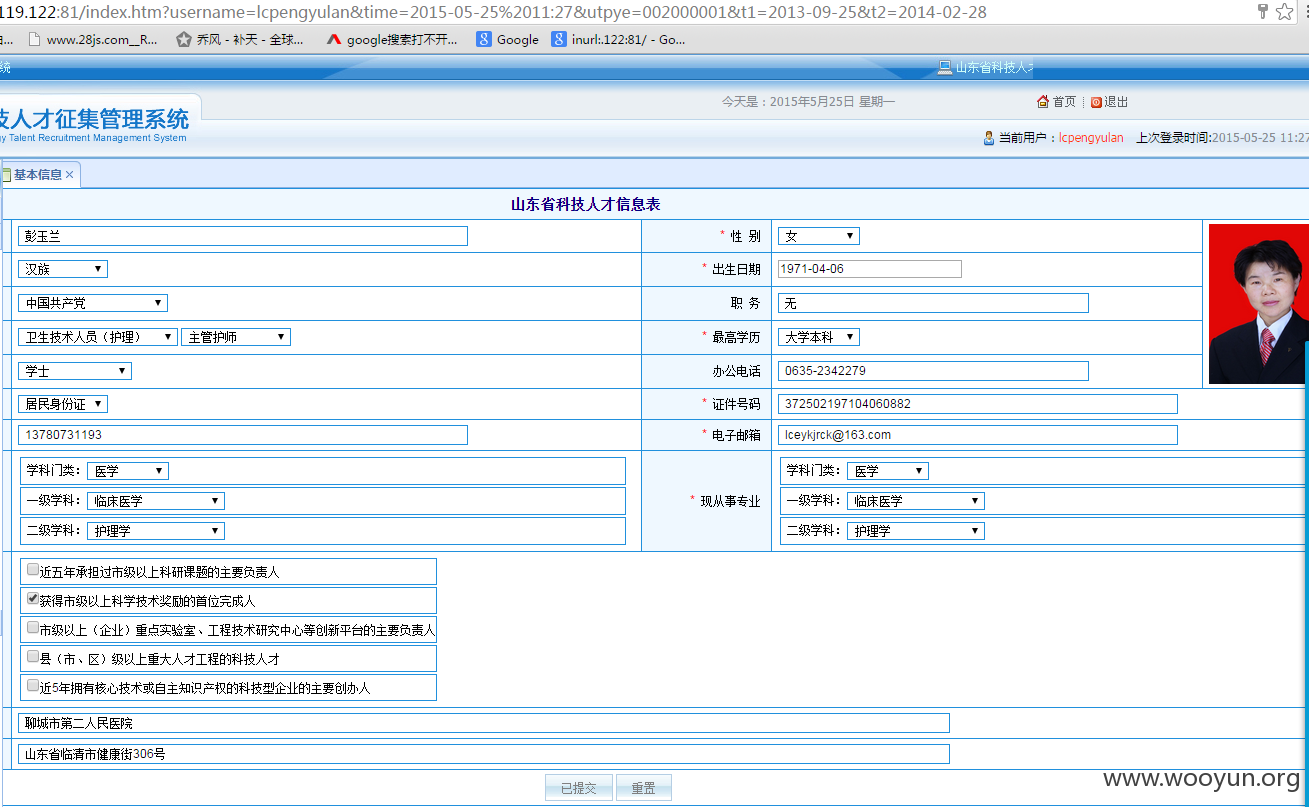 119.122:81/index.htm?username=lcpengyulan&time=2015-05-25%2011:27&utpye=002000001&t1=2013-09-25&t2=2014-02-28
... www.28js.com__R... 乔风 - 补天 - 全球... google搜索打不开... Google inurl:.122:81/ - Go...
统 山东省科技人才
技人才征集管理系统
y Talent Recruitment Management System
今天是：2015年5月25日 星期一 首页 退出
当前用户：lcpengyulan 上次登录时间:2015-05-25 11:27
基本信息 ×
山东省科技人才信息表
彭玉兰 * 性 别 女
汉族 * 出生日期 1971-04-06
中国共产党 职 务 无
卫生技术人员（护理） 主管护师 * 最高学历 大学本科
学士 办公电话 0635-2342279
居民身份证 * 证件号码 372502197104060882
13780731193 * 电子邮箱 lceykjrck@163.com
学科门类： 医学 * 现从事专业 学科门类： 医学
一级学科： 临床医学 一级学科： 临床医学
二级学科： 护理学 二级学科： 护理学
近五年承担过市级以上科研课题的主要负责人
获得市级以上科学技术奖励的首位完成人
市级以上（企业）重点实验室、工程技术研究中心等创新平台的主要负责人
县（市、区）级以上重大人才工程的科技人才
近5年拥有核心技术或自主知识产权的科技型企业的主要创办人
聊城市第二人民医院
山东省临清市健康街306号
已提交 重置
www.wooyun.org